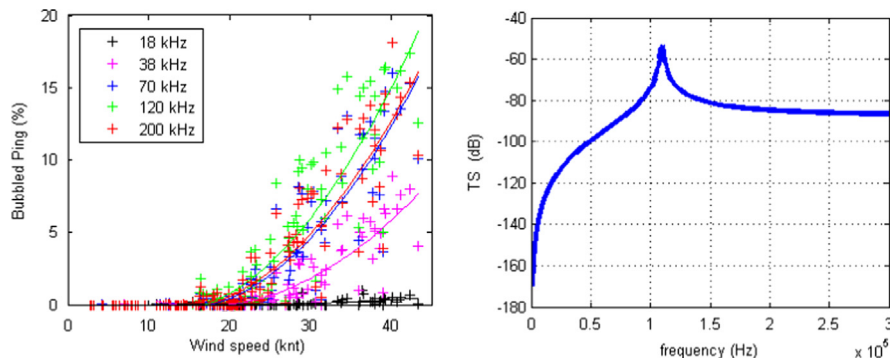 20
15
10
5
0
18 kHz
38 kHz
70 kHz
120 kHz
200 kHz
Bubbled Ping (%)
0 10 20 30 40
Wind speed (knt)
-40
-60
-80
-100
-120
-140
-160
-180
TS (dB)
0 0.5 1 1.5 2 2.5 3
frequency (Hz)